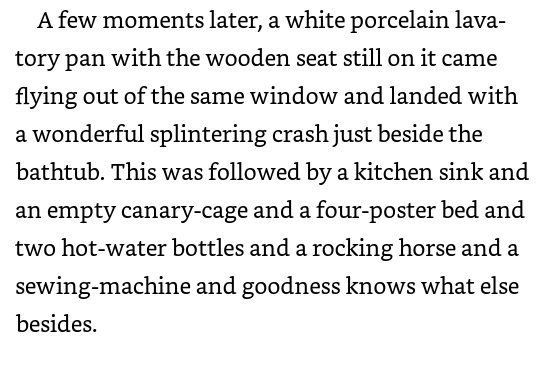 A few moments later, a white porcelain lava-
tory pan with the wooden seat still on it came
flying out of the same window and landed with
a wonderful splintering crash just beside the
bathtub. This was followed by a kitchen sink and
an empty canary-cage and a four-poster bed and
two hot-water bottles and a rocking horse and a
sewing-machine and goodness knows what else
besides.